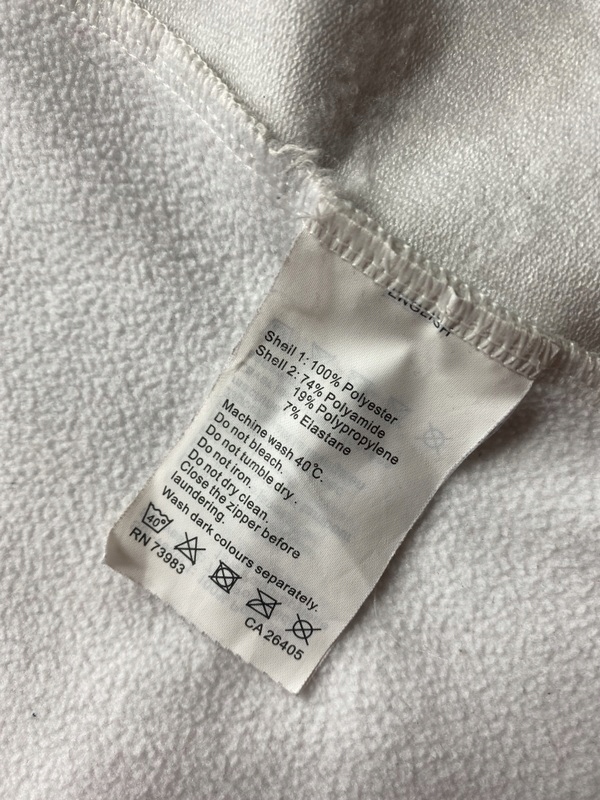 ENGLISH
Shell 1: 100% Polyester
Shell 2: 74% Polyamide
19% Polypropylene
7% Elastane
Machine wash 40°C.
Do not bleach.
Do not tumble dry .
Do not iron.
Do not dry clean.
Close the zipper before
laundering.
Wash dark colours separately.
40°
RN 73983
CA 26405